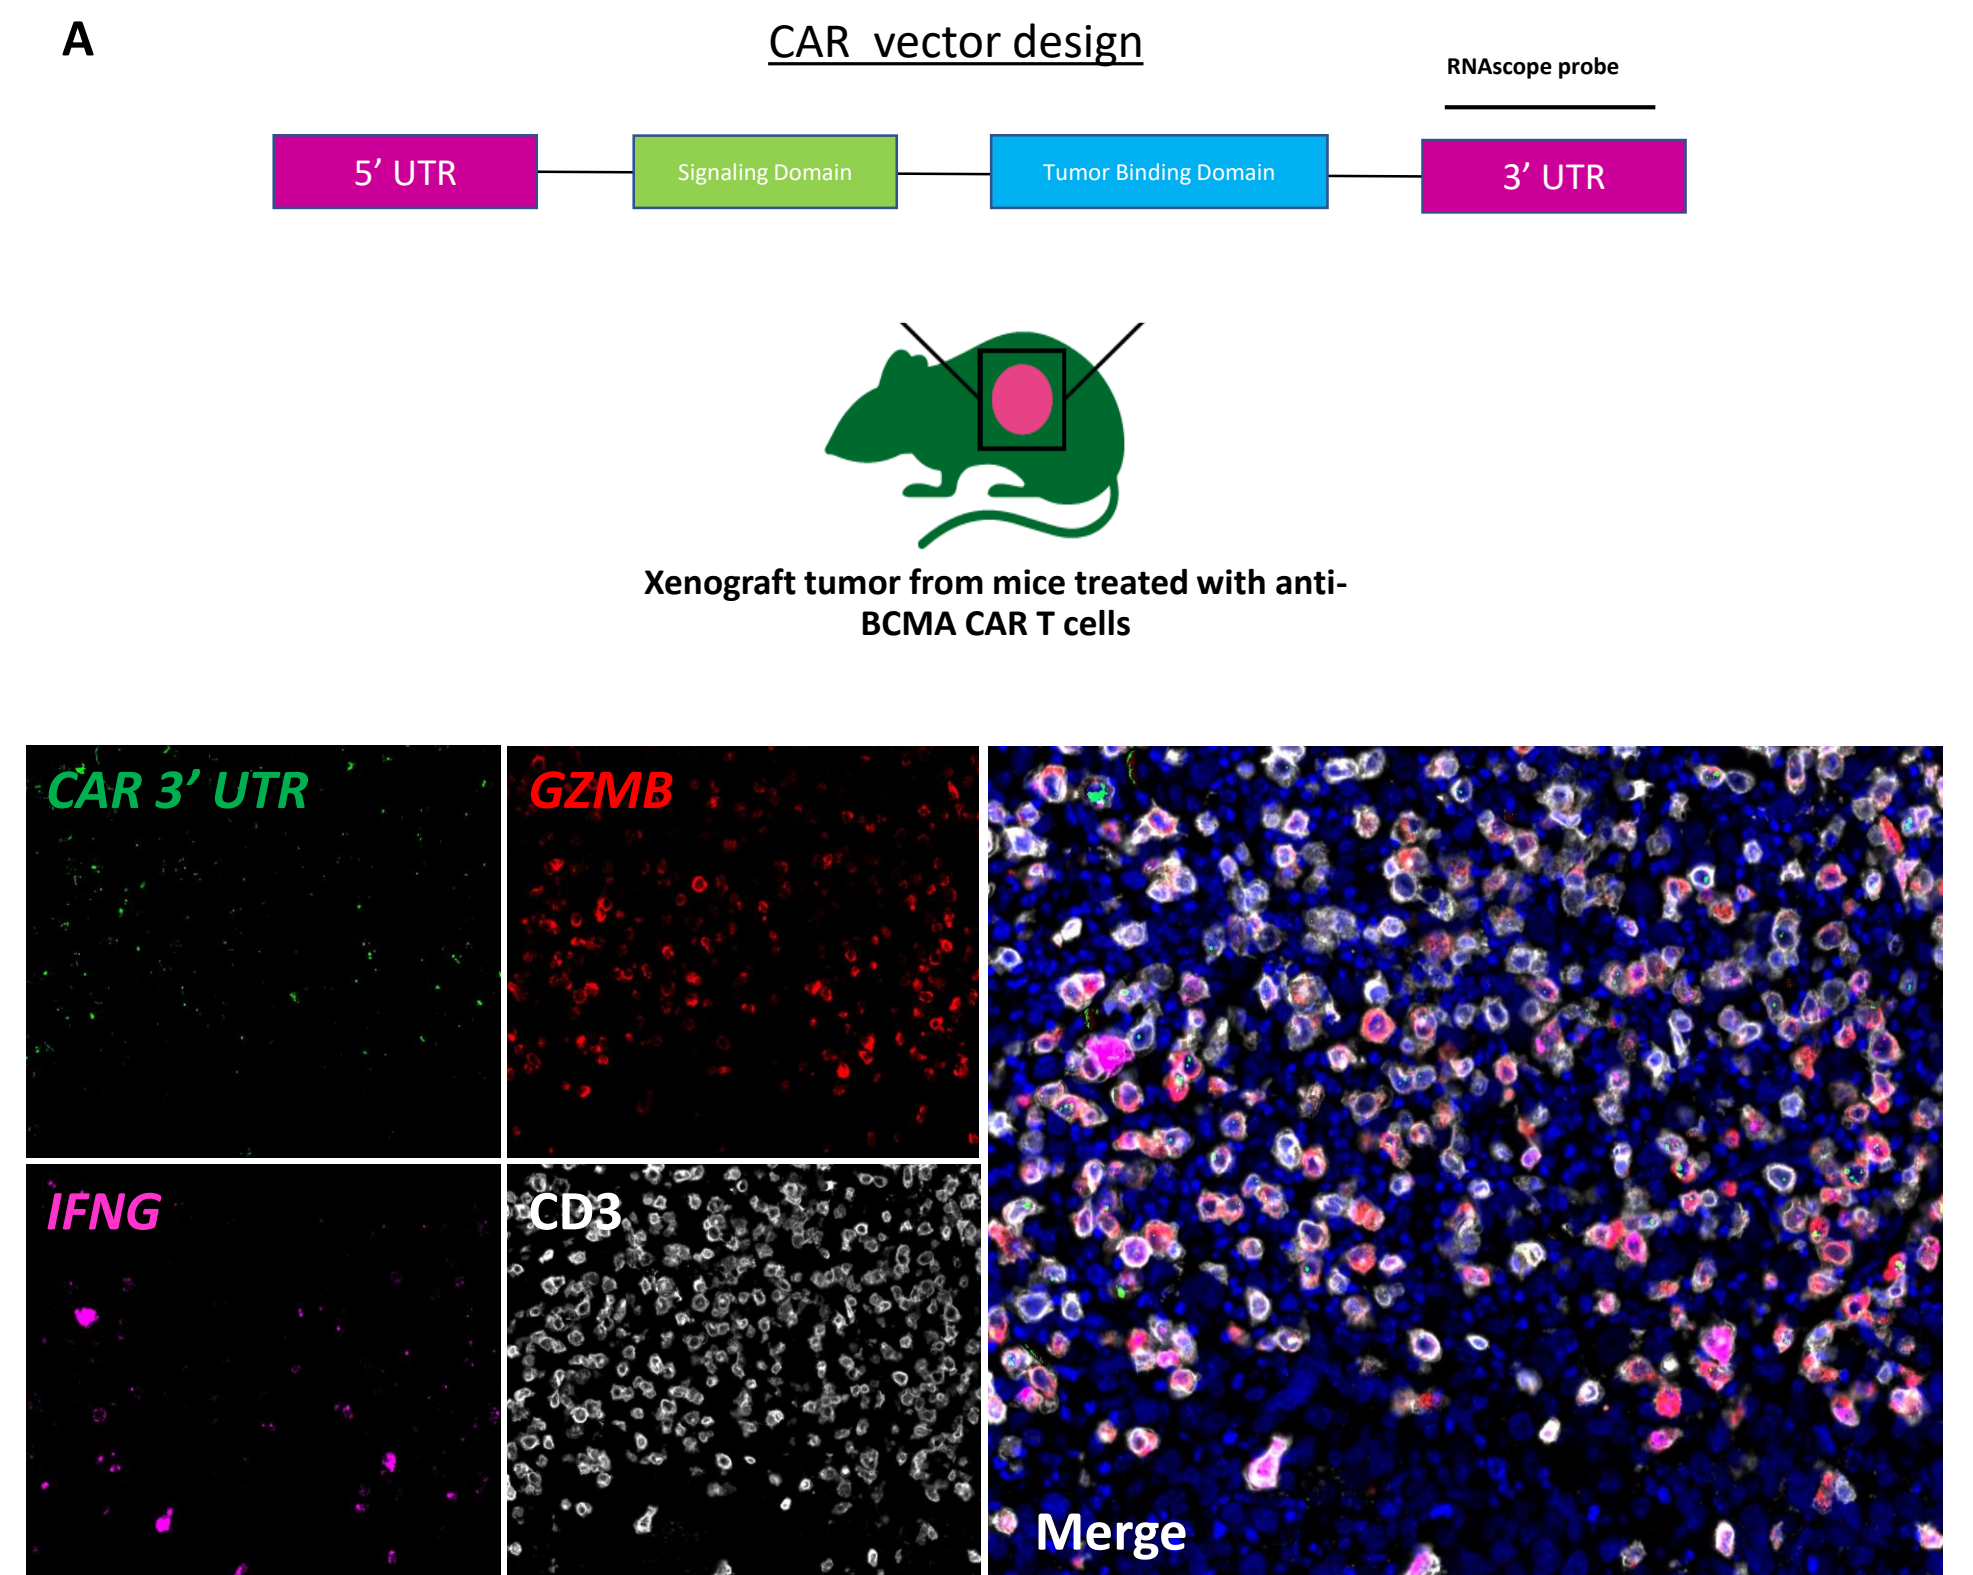 A
CAR vector design
RNAscope probe
5’ UTR
Signaling Domain
Tumor Binding Domain
3’ UTR
Xenograft tumor from mice treated with anti-
BCMA CAR T cells
CAR 3’ UTR
GZMB
IFNG
CD3
Merge